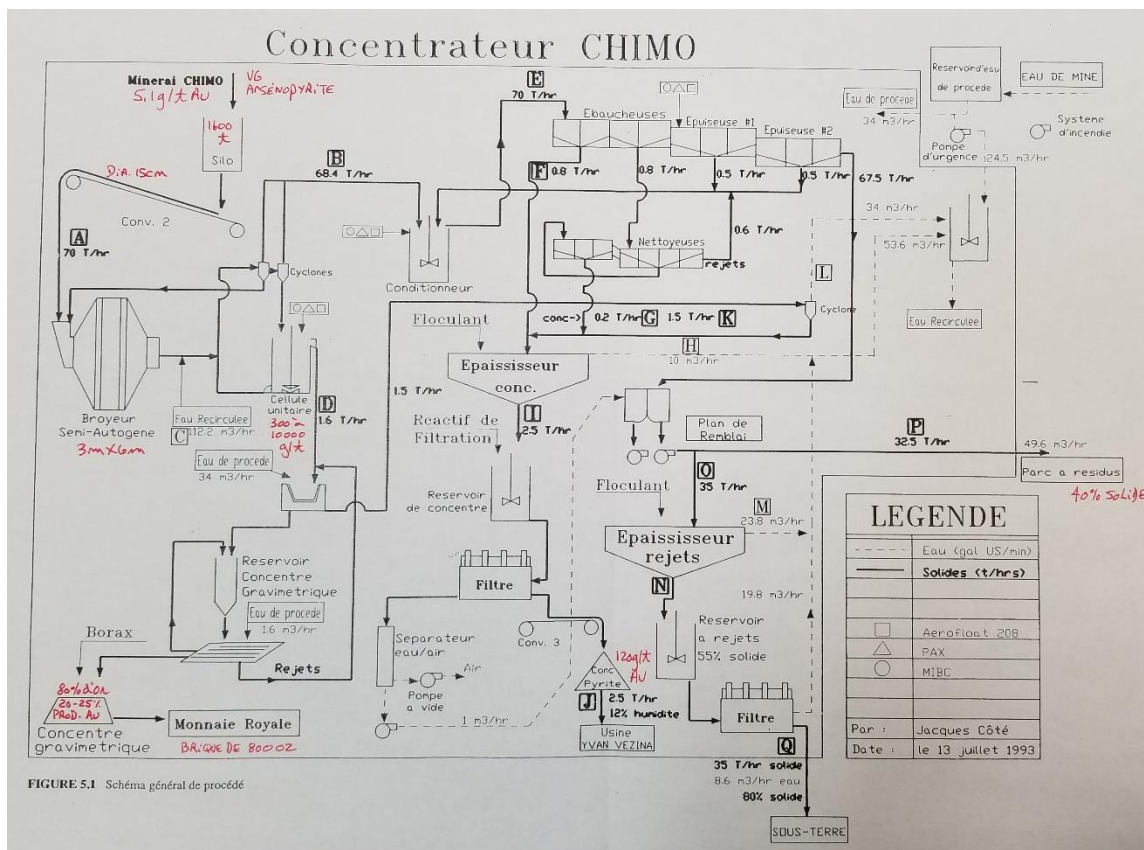 Concentrateur CHIMO
Minerai CHIMO
5.1g/t Au
VG
ARSÉNOPYRITE
1600
t
Silo
DiA. 15cm
Conv. 2
A
70 T/hr
B
68.4 T/hr
Cyclones
Broyeur
Semi-Autogene
3m x 6m
Eau Recirculee
C
112.2 m3/hr
Cellule
unitaire
300 à
10000
g/t
D
1.6 T/hr
Eau de procede
34 m3/hr
Reservoir
Concentre
Gravimetrique
Eau de procede
1.6 m3/hr
Borax
Rejets
80% d'or
20-25%
PROD. AU
Concentre
gravimetrique
Monnaie Royale
BRIQUE DE 800 OZ
E
70 T/hr
Ebaucheuses
Epuiseuse #1
Epuiseuse #2
F
0.8 T/hr
0.8 T/hr
0.5 T/hr
0.5 T/hr
67.5 T/hr
Conditionneur
Nettoyeuses
rejets
0.6 T/hr
conc->
0.2 T/hr
G
1.5 T/hr
K
L
Cyclone
Floculant
Epaississeur
conc.
H
10 m3/hr
1.5 T/hr
I
2.5 T/hr
Reactif de
Filtration
Reservoir
de concentre
Filtre
Separateur
eau/air
Air
Pompe
a vide
1 m3/hr
Conv. 3
Conc
Pyrite
120g/t
Au
J
2.5 T/hr
12% humidite
Usine
YVAN VEZINA
Reservoir d'eau
de procede
EAU DE MINE
Eau de procede
34 m3/hr
Pompe
d'urgence
Systeme
d'incendie
24.5 m3/hr
34 m3/hr
53.6 m3/hr
Eau Recirculee
Plan de
Remblai
P
32.5 T/hr
49.6 m3/hr
Parc a residus
40% SOLIDE
O
35 T/hr
Floculant
Epaississeur
rejets
M
23.8 m3/hr
N
19.8 m3/hr
Reservoir
a rejets
55% solide
Filtre
Q
35 T/hr solide
8.6 m3/hr eau
80% solide
SOUS-TERRE
LEGENDE
Eau (gal US/min)
Solides (t/hrs)
Aerofloat 208
PAX
MIBC
Par : Jacques Côté
Date : le 13 juillet 1993
FIGURE 5.1 Schéma général de procédé